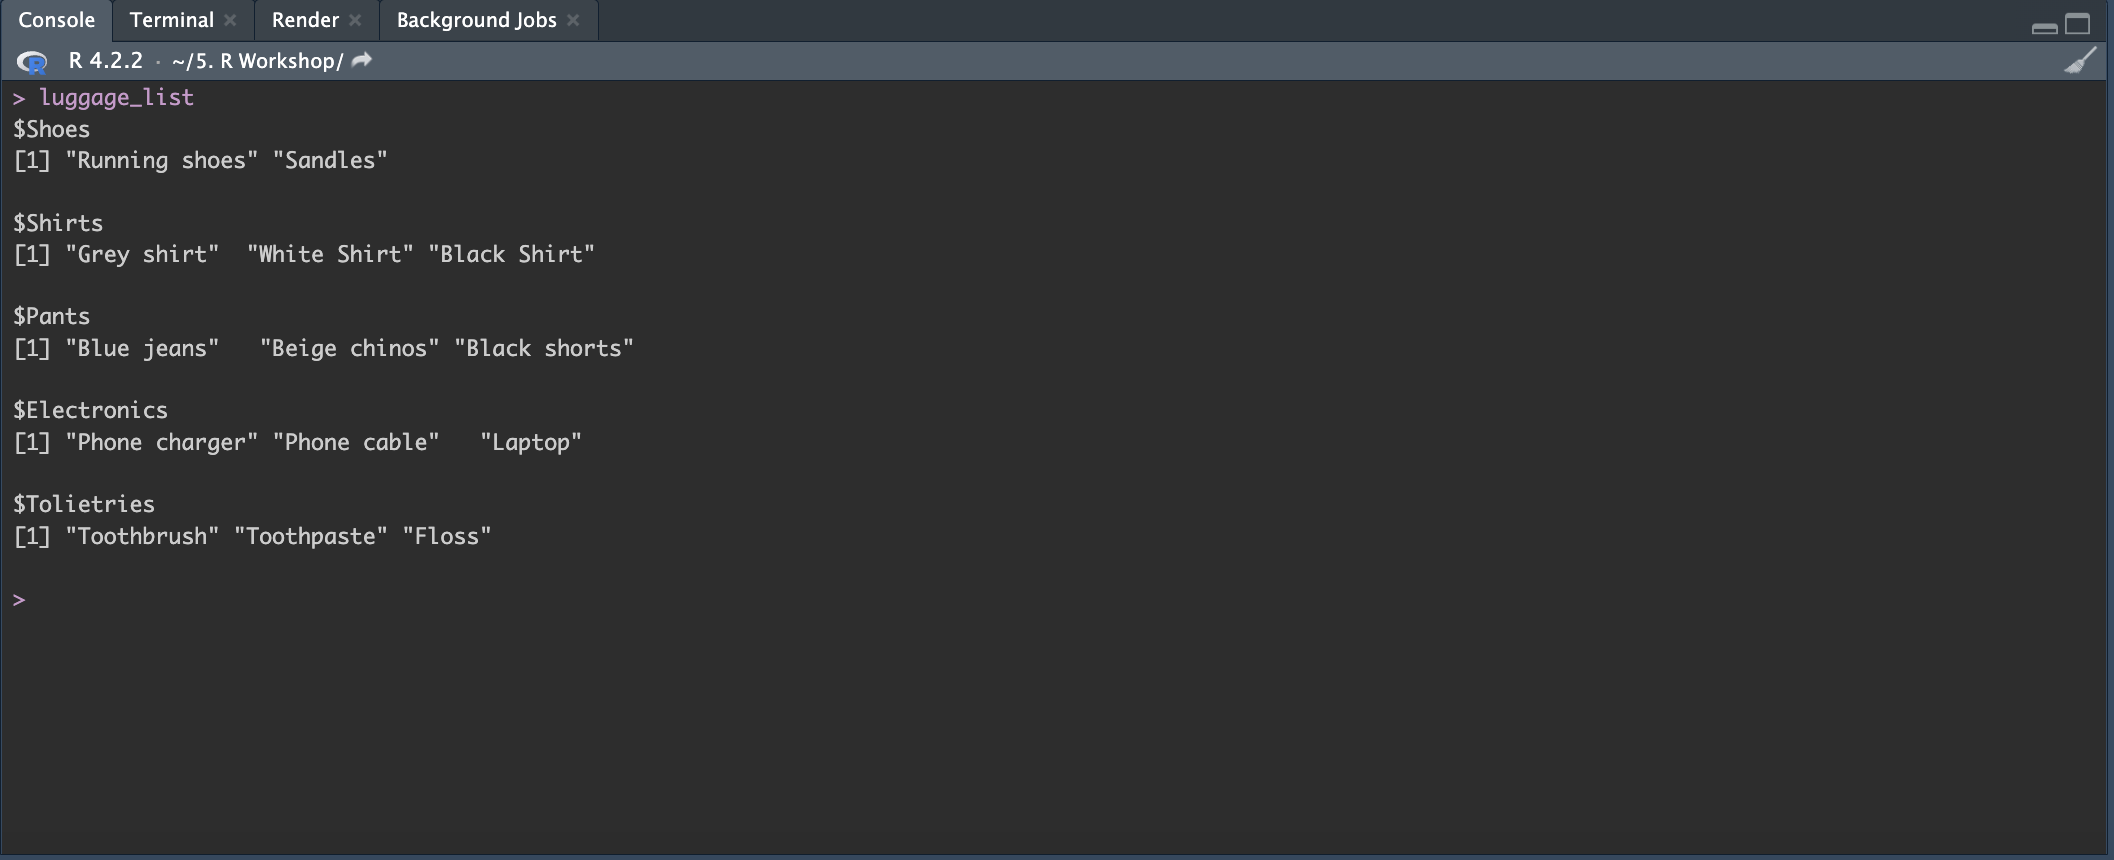 Console Terminal Render Background Jobs
R 4.2.2 · ~/5. R Workshop/
> luggage_list
$Shoes
[1] "Running shoes" "Sandles"
$Shirts
[1] "Grey shirt"  "White Shirt" "Black Shirt"
$Pants
[1] "Blue jeans"   "Beige chinos" "Black shorts"
$Electronics
[1] "Phone charger" "Phone cable"   "Laptop"
$Tolietries
[1] "Toothbrush" "Toothpaste" "Floss"
>